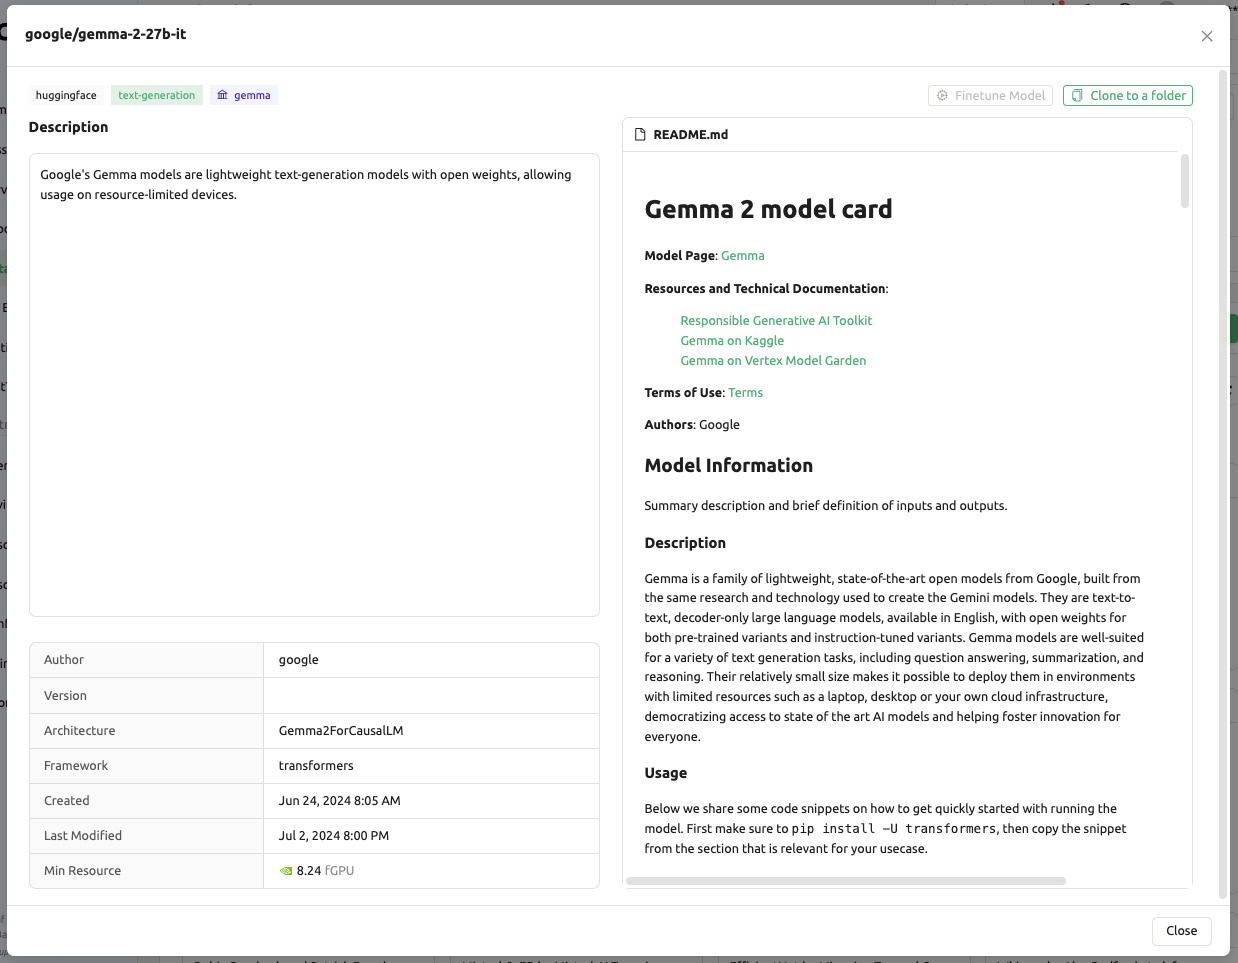 google/gemma-2-27b-it
huggingface
text-generation
gemma
Finetune Model
Clone to a folder
Description
Google's Gemma models are lightweight text-generation models with open weights, allowing
usage on resource-limited devices.
Author
google
Version
Architecture
Gemma2ForCausalLM
Framework
transformers
Created
Jun 24, 2024 8:05 AM
Last Modified
Jul 2, 2024 8:00 PM
Min Resource
8.24 fGPU
README.md
Gemma 2 model card
Model Page: Gemma
Resources and Technical Documentation:
Responsible Generative AI Toolkit
Gemma on Kaggle
Gemma on Vertex Model Garden
Terms of Use: Terms
Authors: Google
Model Information
Summary description and brief definition of inputs and outputs.
Description
Gemma is a family of lightweight, state-of-the-art open models from Google, built from
the same research and technology used to create the Gemini models. They are text-to-
text, decoder-only large language models, available in English, with open weights for
both pre-trained variants and instruction-tuned variants. Gemma models are well-suited
for a variety of text generation tasks, including question answering, summarization, and
reasoning. Their relatively small size makes it possible to deploy them in environments
with limited resources such as a laptop, desktop or your own cloud infrastructure,
democratizing access to state of the art AI models and helping foster innovation for
everyone.
Usage
Below we share some code snippets on how to get quickly started with running the
model. First make sure to pip install -U transformers, then copy the snippet
from the section that is relevant for your usecase.
Close